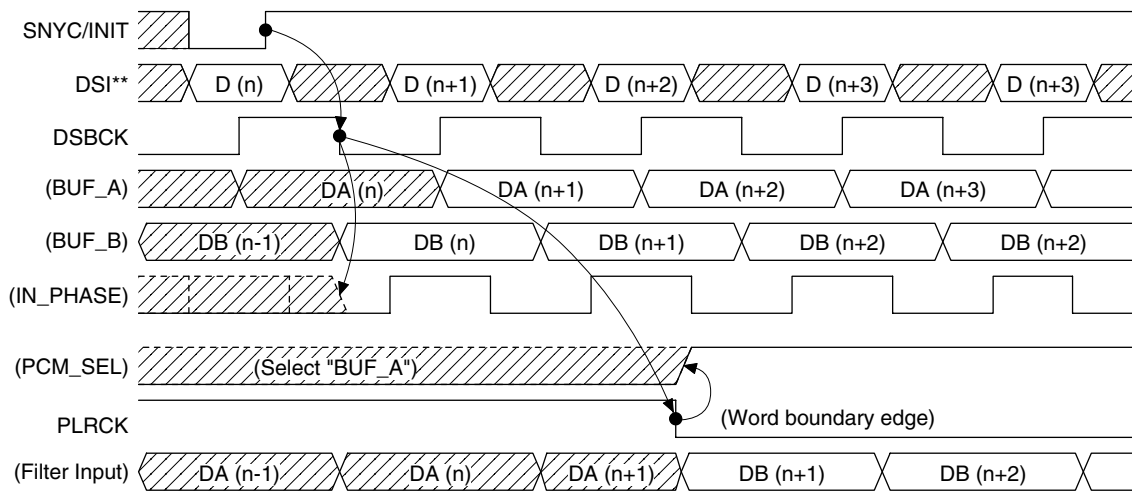 SNYC/INIT
DSI** D (n) D (n+1) D (n+2) D (n+3) D (n+3)
DSBCK
(BUF_A) DA (n) DA (n+1) DA (n+2) DA (n+3)
(BUF_B) DB (n-1) DB (n) DB (n+1) DB (n+2) DB (n+2)
(IN_PHASE)
(PCM_SEL) (Select "BUF_A")
PLRCK (Word boundary edge)
(Filter Input) DA (n-1) DA (n) DA (n+1) DB (n+1) DB (n+2)